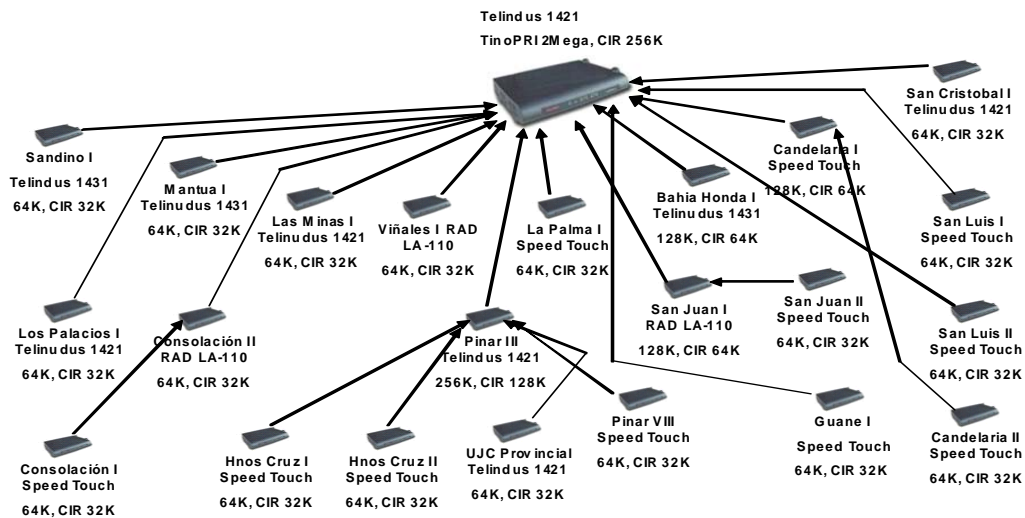 Telindus 1421
TinoPRI 2Mega, CIR 256K
San Cristobal I
Telinudus 1421
64K, CIR 32K
Sandino I
Telindus 1431
64K, CIR 32K
Mantua I
Telinudus 1431
64K, CIR 32K
Las Minas I
Telinudus 1421
64K, CIR 32K
Viñales I RAD
LA-110
64K, CIR 32K
La Palma I
Speed Touch
64K, CIR 32K
Bahia Honda I
Telinudus 1431
128K, CIR 64K
Candelaria I
Speed Touch
128K, CIR 64K
San Luis I
Speed Touch
64K, CIR 32K
Los Palacios I
Telinudus 1421
64K, CIR 32K
Consolación II
RAD LA-110
64K, CIR 32K
Pinar III
Telindus 1421
256K, CIR 128K
San Juan I
RAD LA-110
128K, CIR 64K
San Juan II
Speed Touch
64K, CIR 32K
San Luis II
Speed Touch
64K, CIR 32K
Consolación I
Speed Touch
64K, CIR 32K
Hnos Cruz I
Speed Touch
64K, CIR 32K
Hnos Cruz II
Speed Touch
64K, CIR 32K
UJC Provincial
Telindus 1421
64K, CIR 32K
Pinar VIII
Speed Touch
64K, CIR 32K
Guane I
Speed Touch
64K, CIR 32K
Candelaria II
Speed Touch
64K, CIR 32K